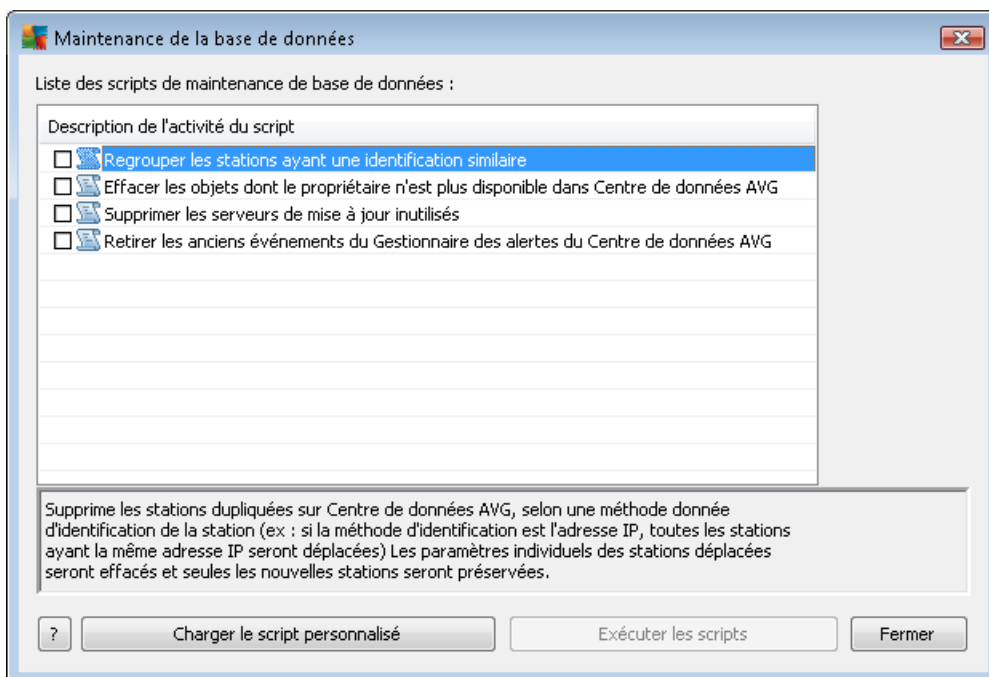 Maintenance de la base de données
Liste des scripts de maintenance de base de données :
Description de l'activité du script
Regrouper les stations ayant une identification similaire
Effacer les objets dont le propriétaire n'est plus disponible dans Centre de données AVG
Supprimer les serveurs de mise à jour inutilisés
Retirer les anciens événements du Gestionnaire des alertes du Centre de données AVG
Supprime les stations dupliquées sur Centre de données AVG, selon une méthode donnée
d'identification de la station (ex : si la méthode d'identification est l'adresse IP, toutes les stations
ayant la même adresse IP seront déplacées) Les paramètres individuels des stations déplacées
seront effacés et seules les nouvelles stations seront préservées.
? Charger le script personnalisé Exécuter les scripts Fermer